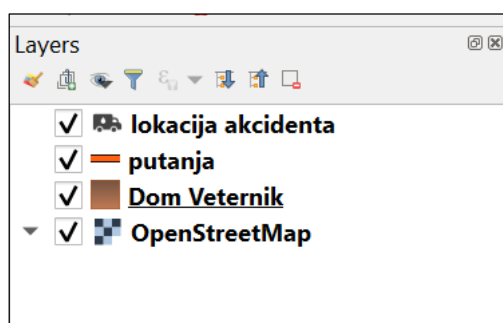 Layers
lokacija akcidenta
putanja
Dom Veternik
OpenStreetMap